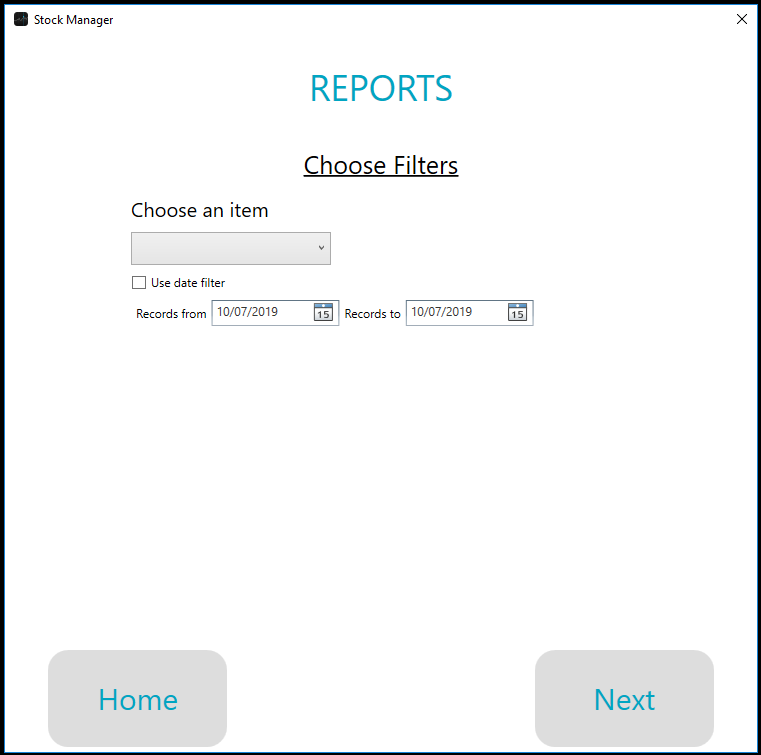 Stock Manager
REPORTS
Choose Filters
Choose an item
Use date filter
Records from 10/07/2019 15 Records to 10/07/2019 15
Home Next